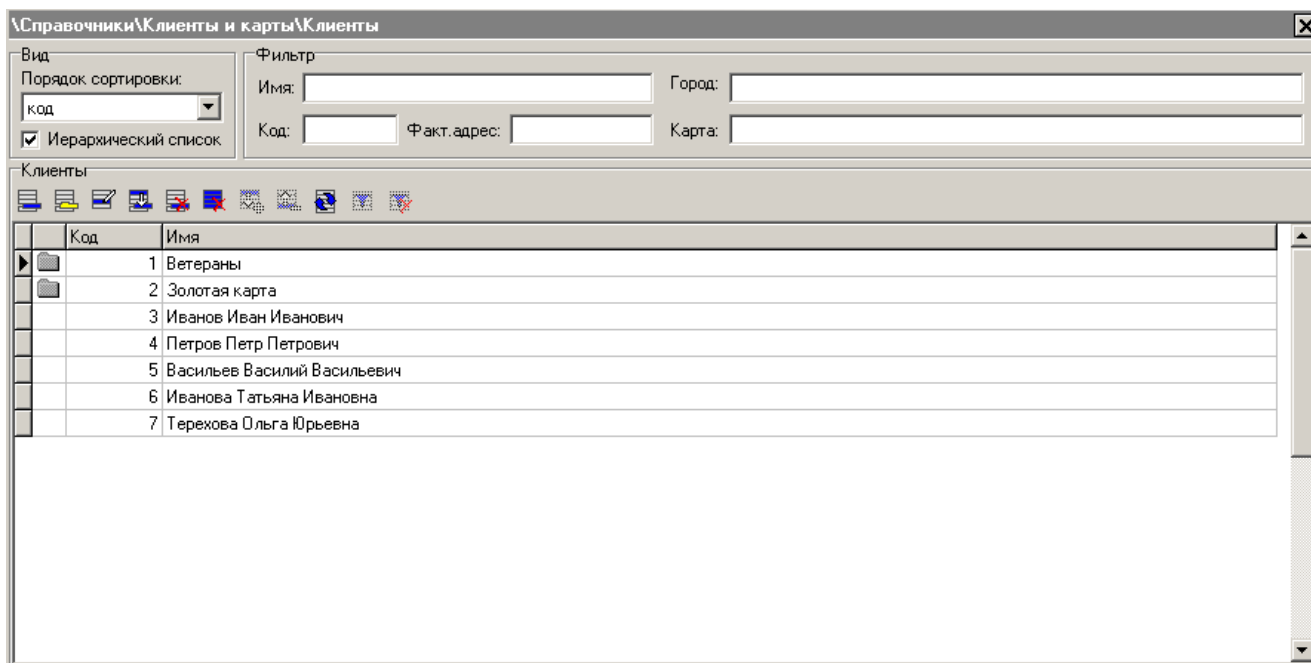 \Справочники\Клиенты и карты\Клиенты
Вид
Порядок сортировки:
код
Иерархический список
Фильтр
Имя: Город:
Код: Факт.адрес: Карта:
Клиенты
Код Имя
1 Ветераны
2 Золотая карта
3 Иванов Иван Иванович
4 Петров Петр Петрович
5 Васильев Василий Васильевич
6 Иванова Татьяна Ивановна
7 Терехова Ольга Юрьевна